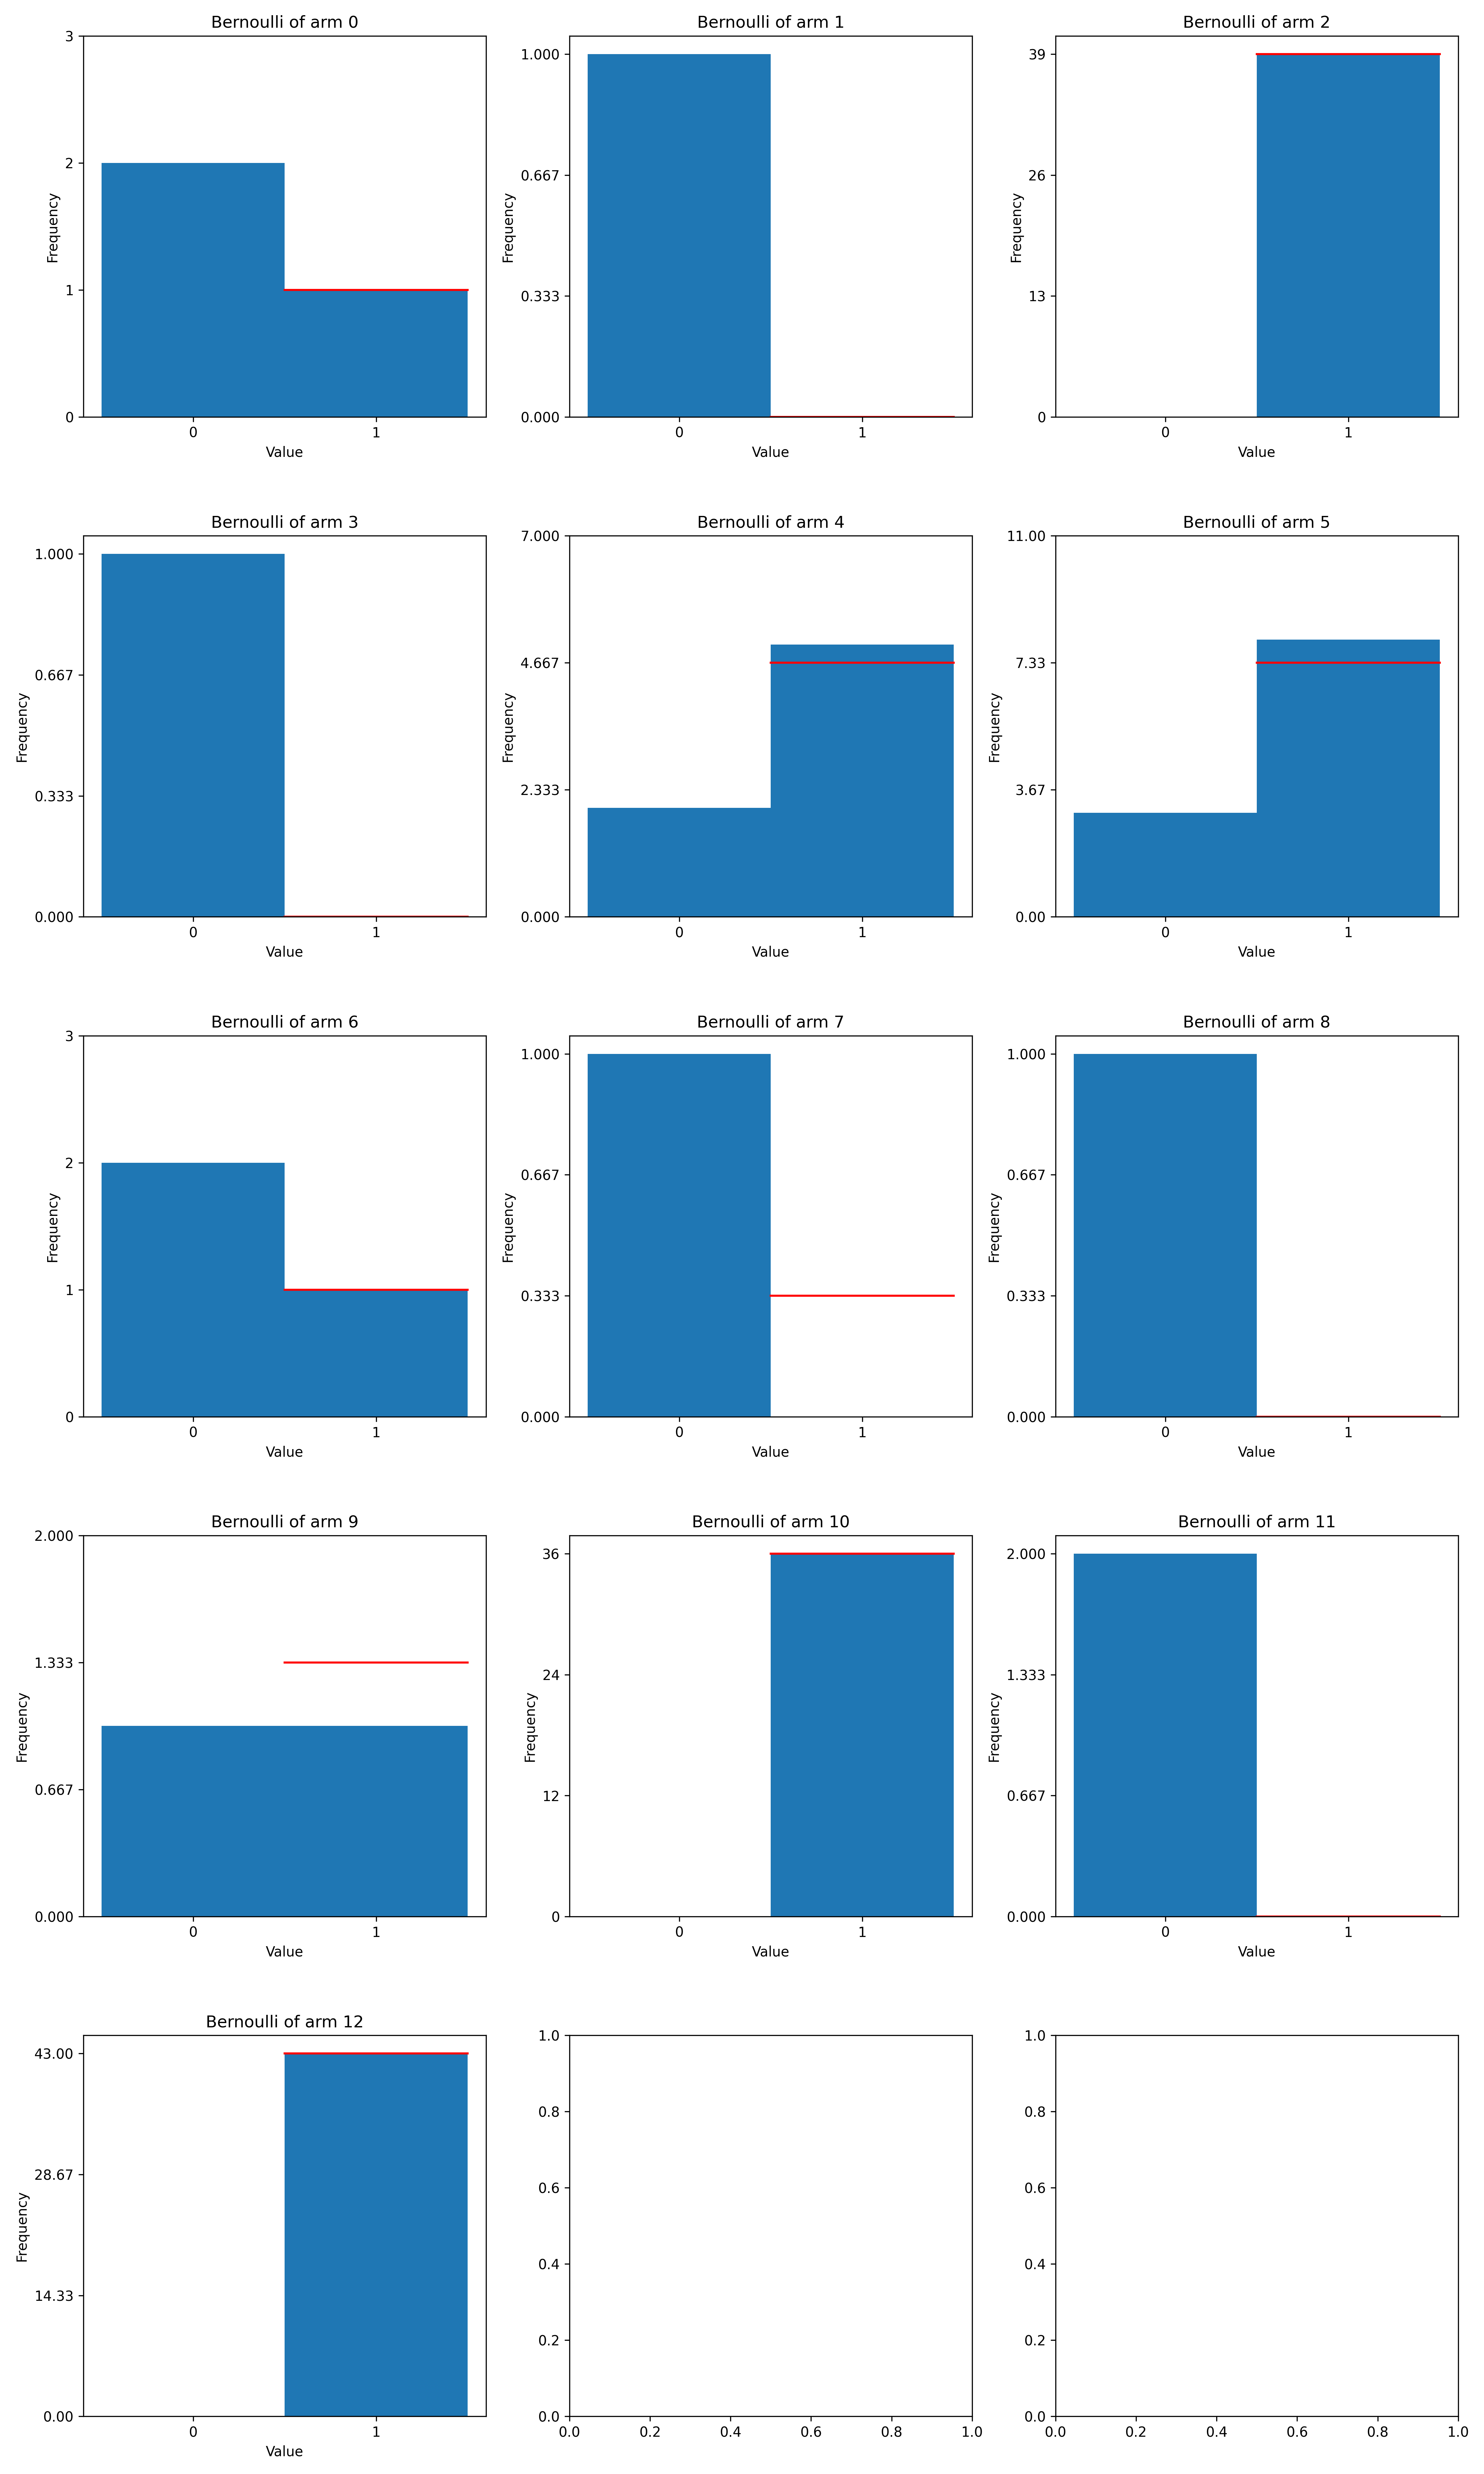 Bernoulli of arm 0
3
2
1
0
Frequency
0 1
Value
Bernoulli of arm 1
1.000
0.667
0.333
0.000
Frequency
0 1
Value
Bernoulli of arm 2
39
26
13
0
Frequency
0 1
Value
Bernoulli of arm 3
1.000
0.667
0.333
0.000
Frequency
0 1
Value
Bernoulli of arm 4
7.000
4.667
2.333
0.000
Frequency
0 1
Value
Bernoulli of arm 5
11.00
7.33
3.67
0.00
Frequency
0 1
Value
Bernoulli of arm 6
3
2
1
0
Frequency
0 1
Value
Bernoulli of arm 7
1.000
0.667
0.333
0.000
Frequency
0 1
Value
Bernoulli of arm 8
1.000
0.667
0.333
0.000
Frequency
0 1
Value
Bernoulli of arm 9
2.000
1.333
0.667
0.000
Frequency
0 1
Value
Bernoulli of arm 10
36
24
12
0
Frequency
0 1
Value
Bernoulli of arm 11
2.000
1.333
0.667
0.000
Frequency
0 1
Value
Bernoulli of arm 12
43.00
28.67
14.33
0.00
Frequency
0 1
Value
1.0
0.8
0.6
0.4
0.2
0.0
0.0 0.2 0.4 0.6 0.8 1.0
1.0
0.8
0.6
0.4
0.2
0.0
0.0 0.2 0.4 0.6 0.8 1.0